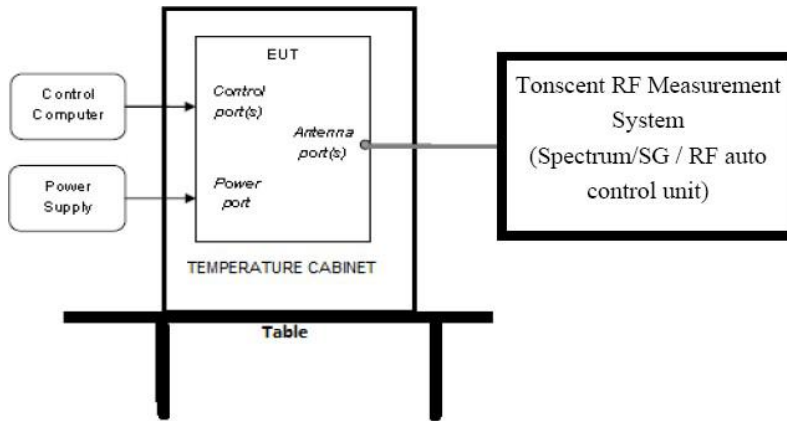 EUT
Control
Computer
Control
port(s)
Antenna
port(s)
Power
Supply
Power
port
TEMPERATURE CABINET
Table
Tonscent RF Measurement
System
(Spectrum/SG / RF auto
control unit)